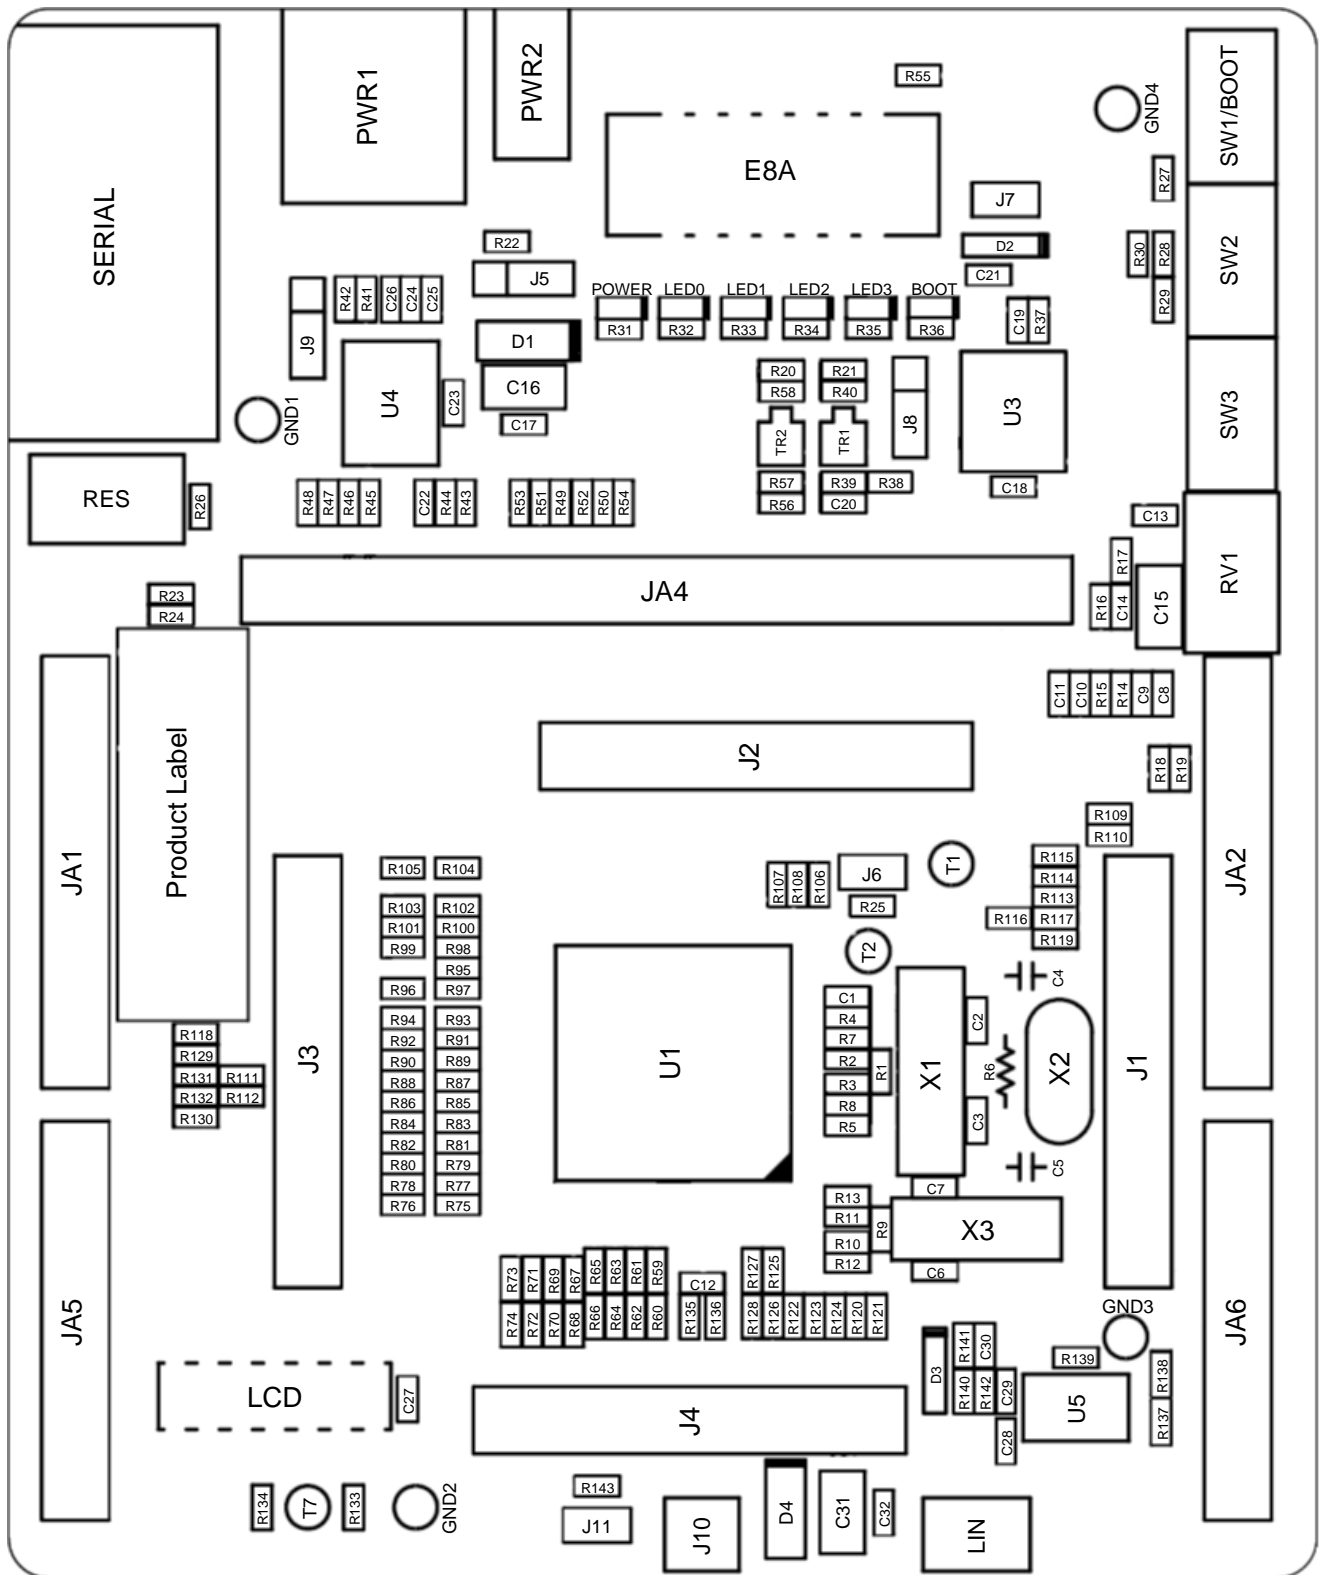 PWR1
PWR2
R55
GND4
SW1/BOOT
E8A
R27
SERIAL
J7
R22
D2
R30
R28
SW2
J5
C21
R29
R42
R41
C26
C24
C25
POWER
LED0
LED1
LED2
LED3
BOOT
R31
R32
R33
R34
R35
R36
C19
R37
J9
D1
C16
R20
R21
R58
R40
U4
C23
C17
J8
U3
SW3
GND1
TR2
TR1
RES
R26
R48
R47
R46
R45
C22
R44
R43
R53
R51
R49
R52
R50
R54
R57
R39
R38
R56
C20
C18
C13
R17
RV1
JA4
R16
C14
C15
R23
R24
C11
C10
R15
R14
C9
C8
Product Label
J2
R18
R19
R109
R110
JA1
JA2
R105
R104
R107
R108
R106
J6
T1
R115
R114
R113
R116
R117
R119
R25
R103
R102
R101
R100
R99
R98
R95
R96
R97
T2
C4
C1
C2
R94
R93
R4
R118
R92
R91
R7
R129
R90
R89
R2
R1
X1
R6
X2
J1
J3
U1
R131
R111
R88
R87
R3
R132
R112
R86
R85
R8
R130
R84
R83
R5
C3
R82
R81
R80
R79
C5
R78
R77
C7
R76
R75
R13
R11
R9
X3
R10
R12
C6
R73
R71
R69
R67
R65
R63
R61
R59
C12
R127
R125
R74
R72
R70
R68
R66
R64
R62
R60
R135
R136
R128
R126
R122
R123
R124
R120
R121
GND3
JA5
JA6
D3
R141
C30
R139
R138
R140
R142
C29
U5
R137
LCD
C27
J4
C28
R134
T7
R133
GND2
R143
J11
J10
D4
C31
C32
LIN